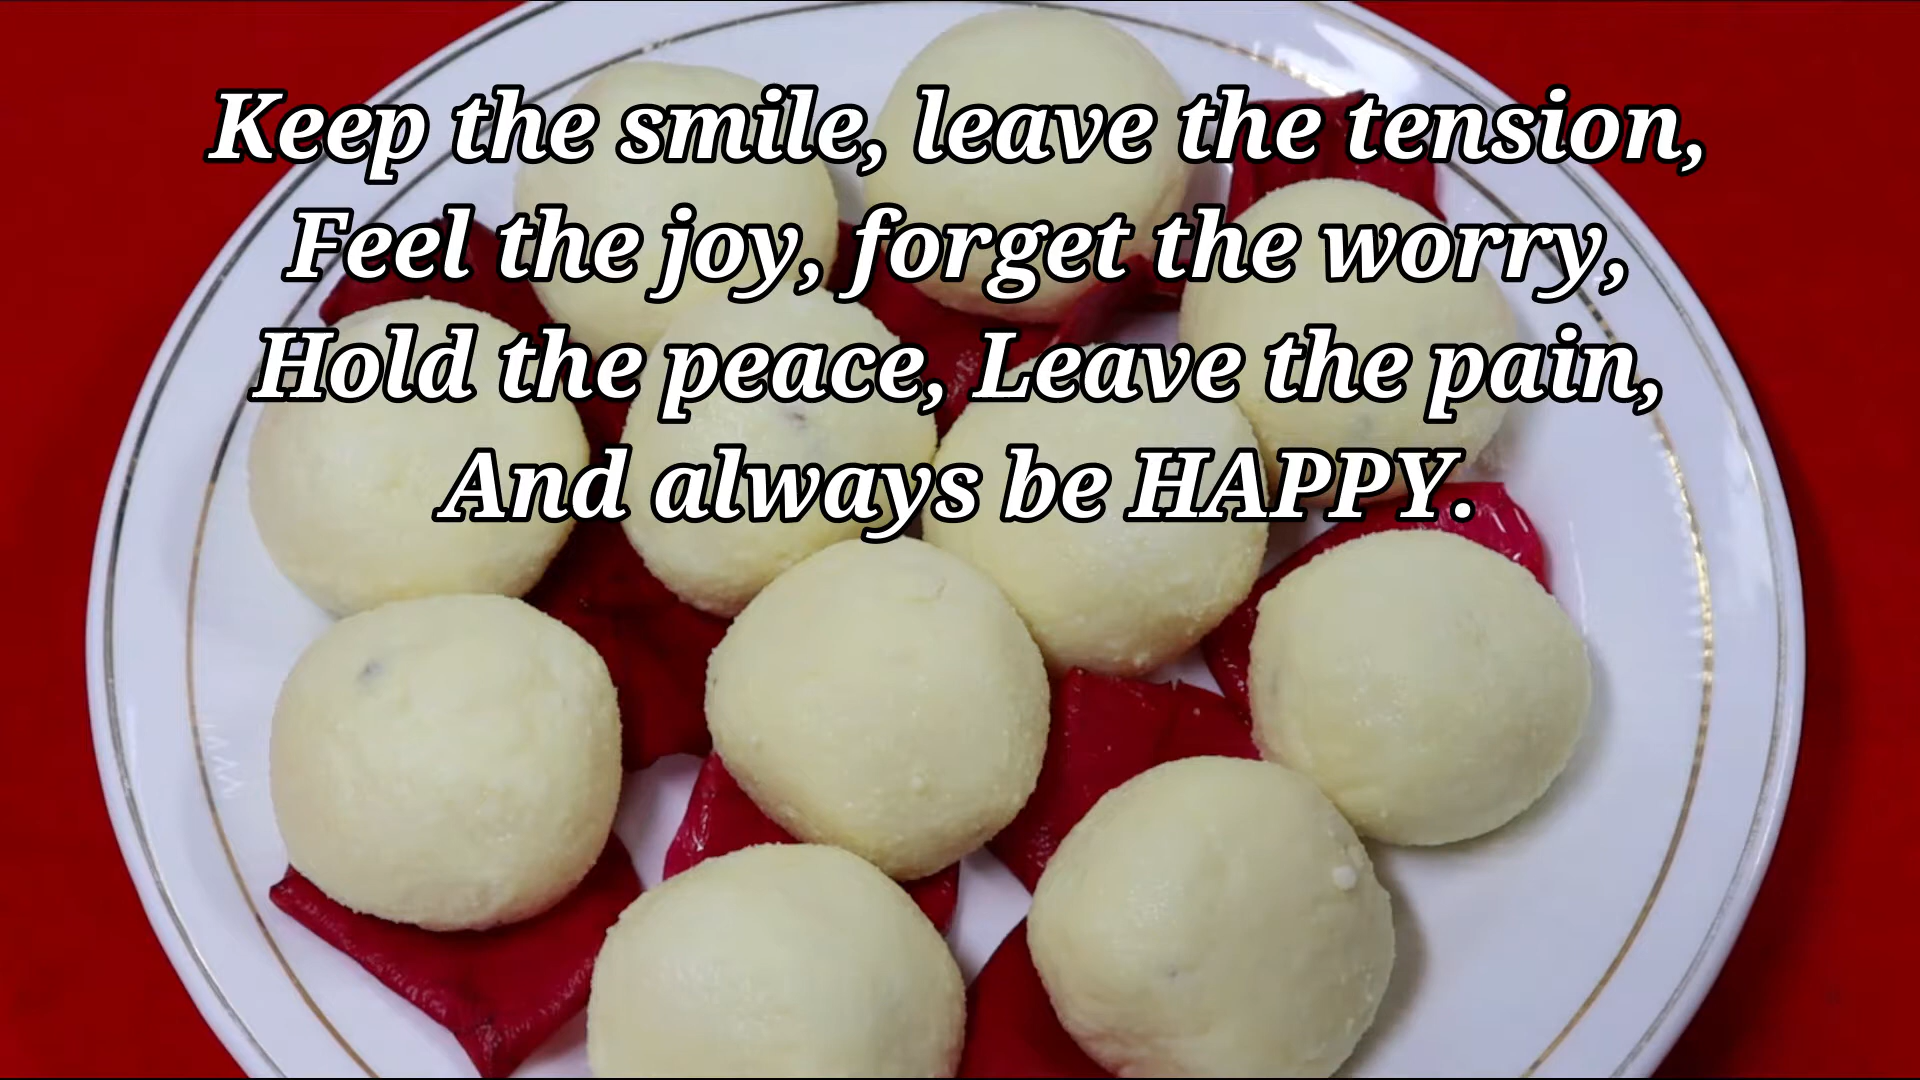 Keep the smile, leave the tension,
Feel the joy, forget the worry,
Hold the peace, Leave the pain,
And always be HAPPY.